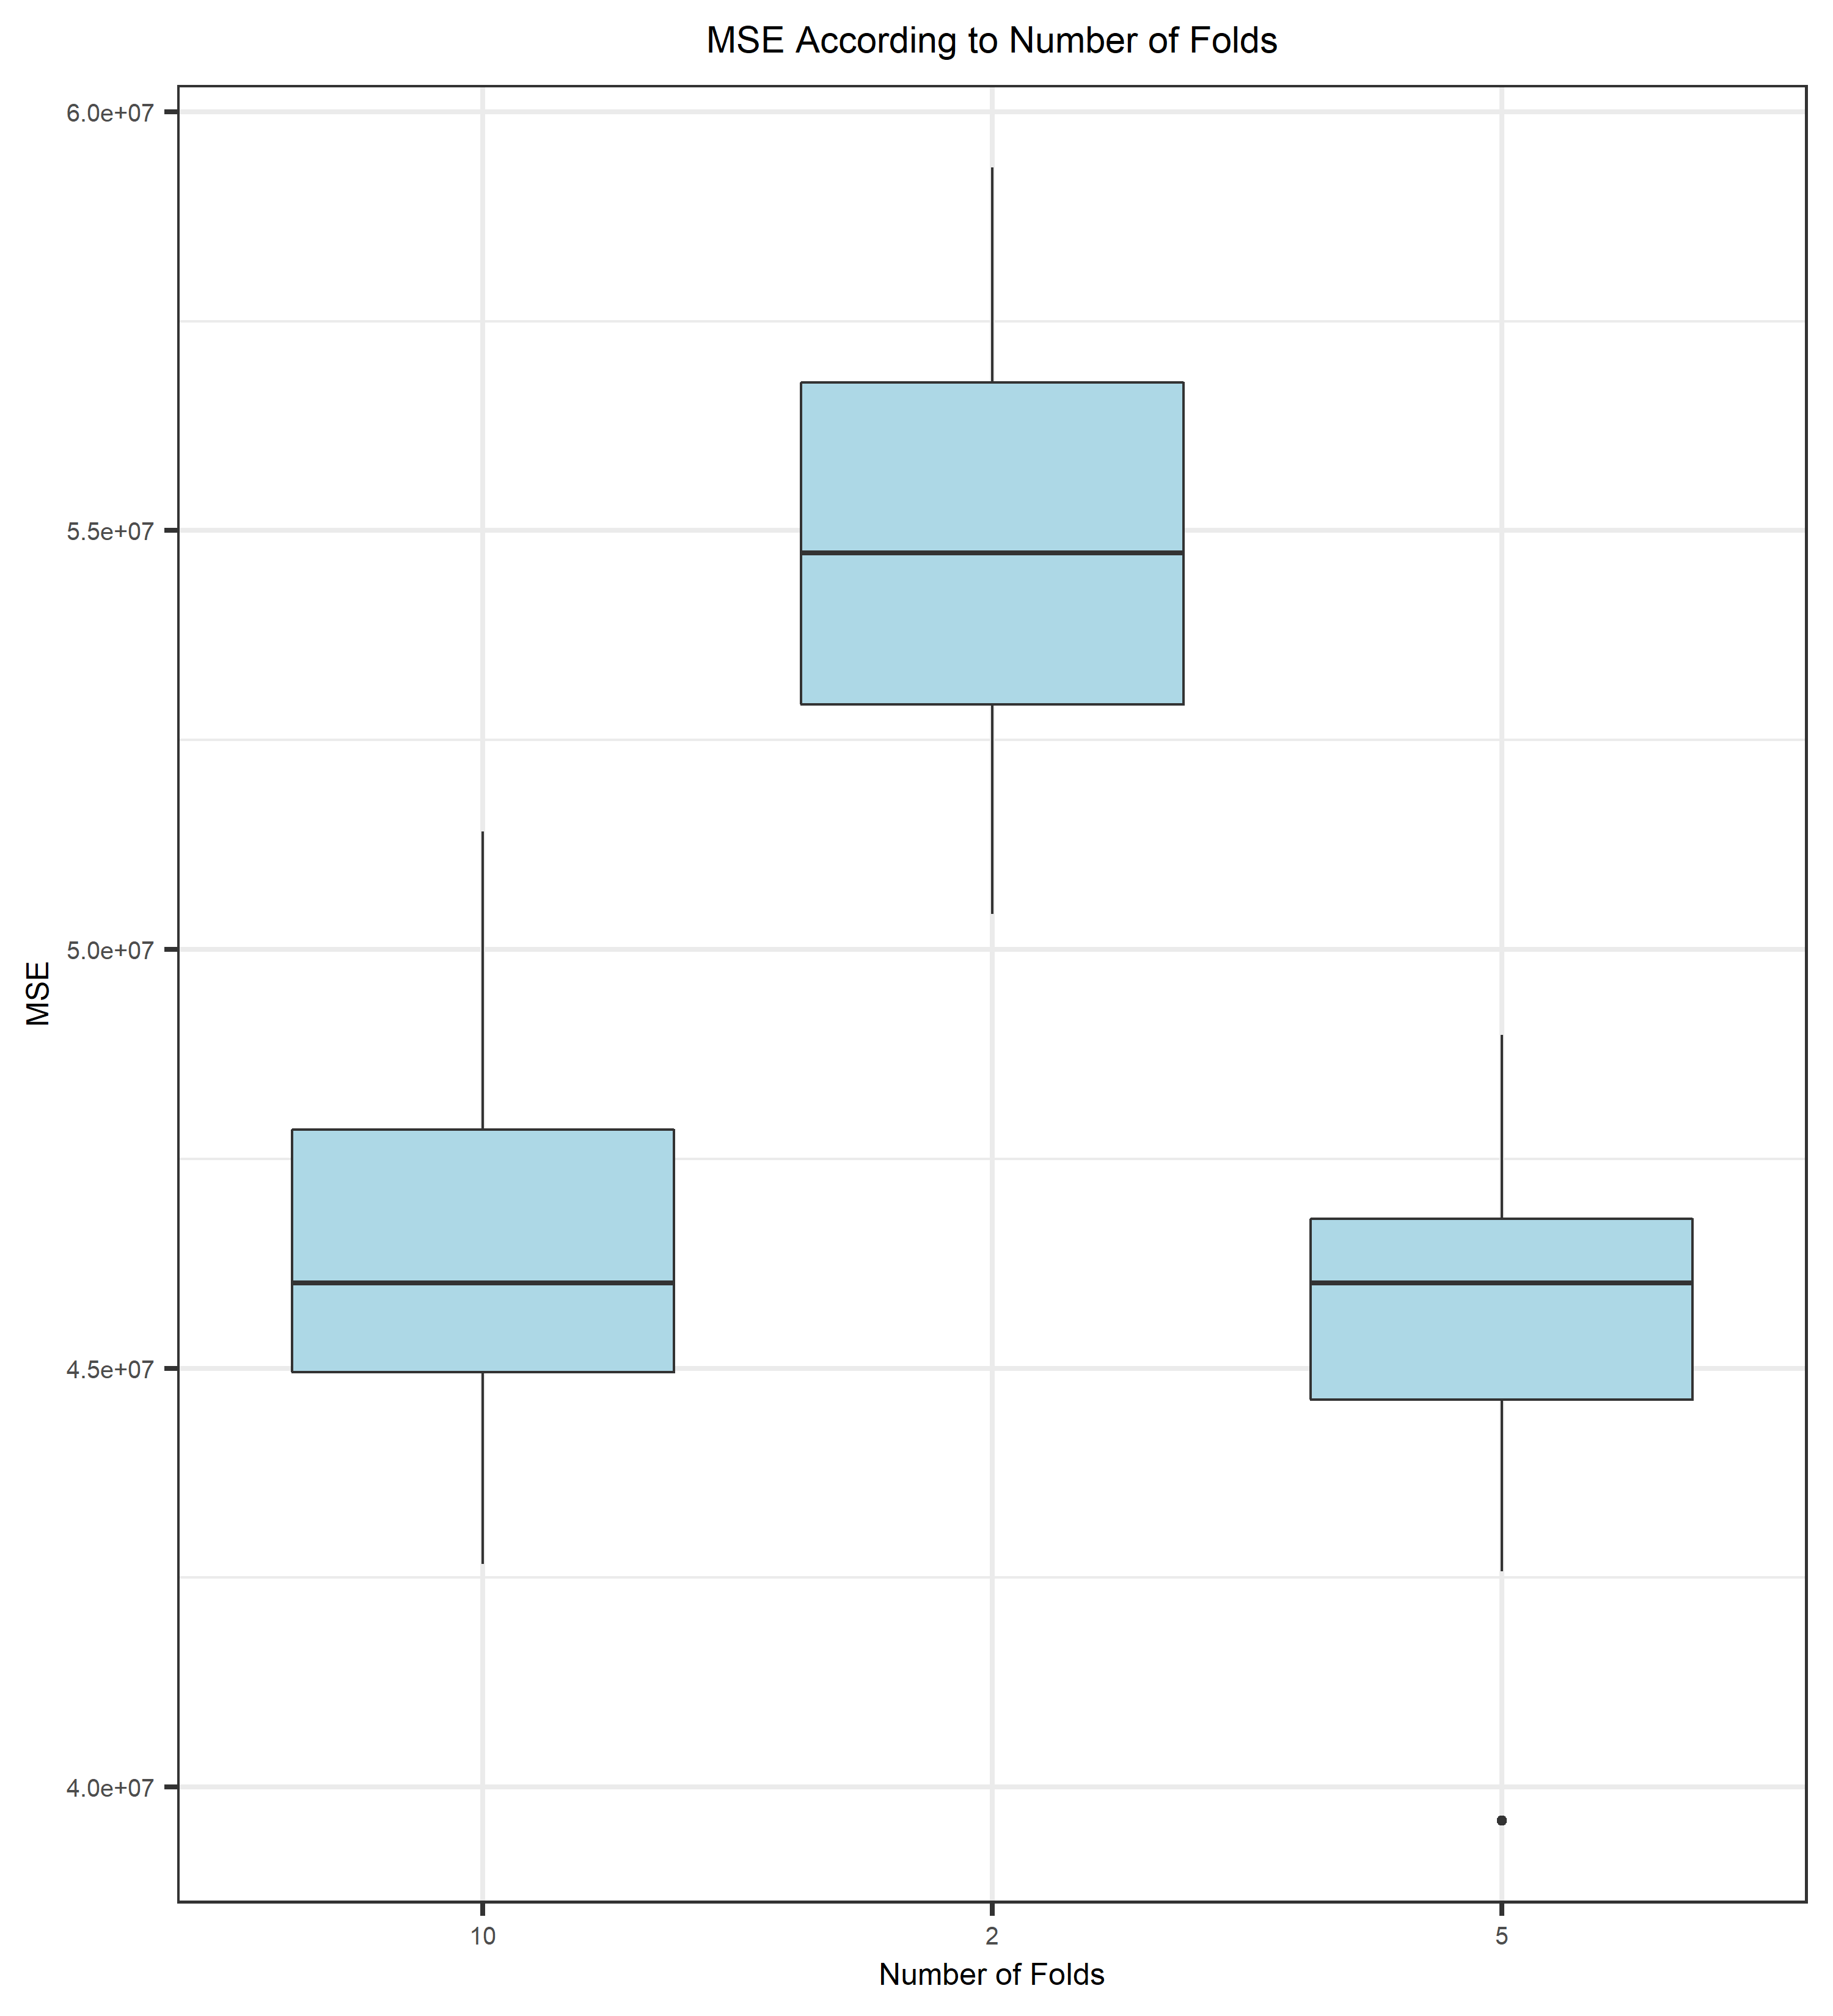 MSE According to Number of Folds
6.0e+07
5.5e+07
5.0e+07
4.5e+07
4.0e+07
MSE
10 2 5
Number of Folds